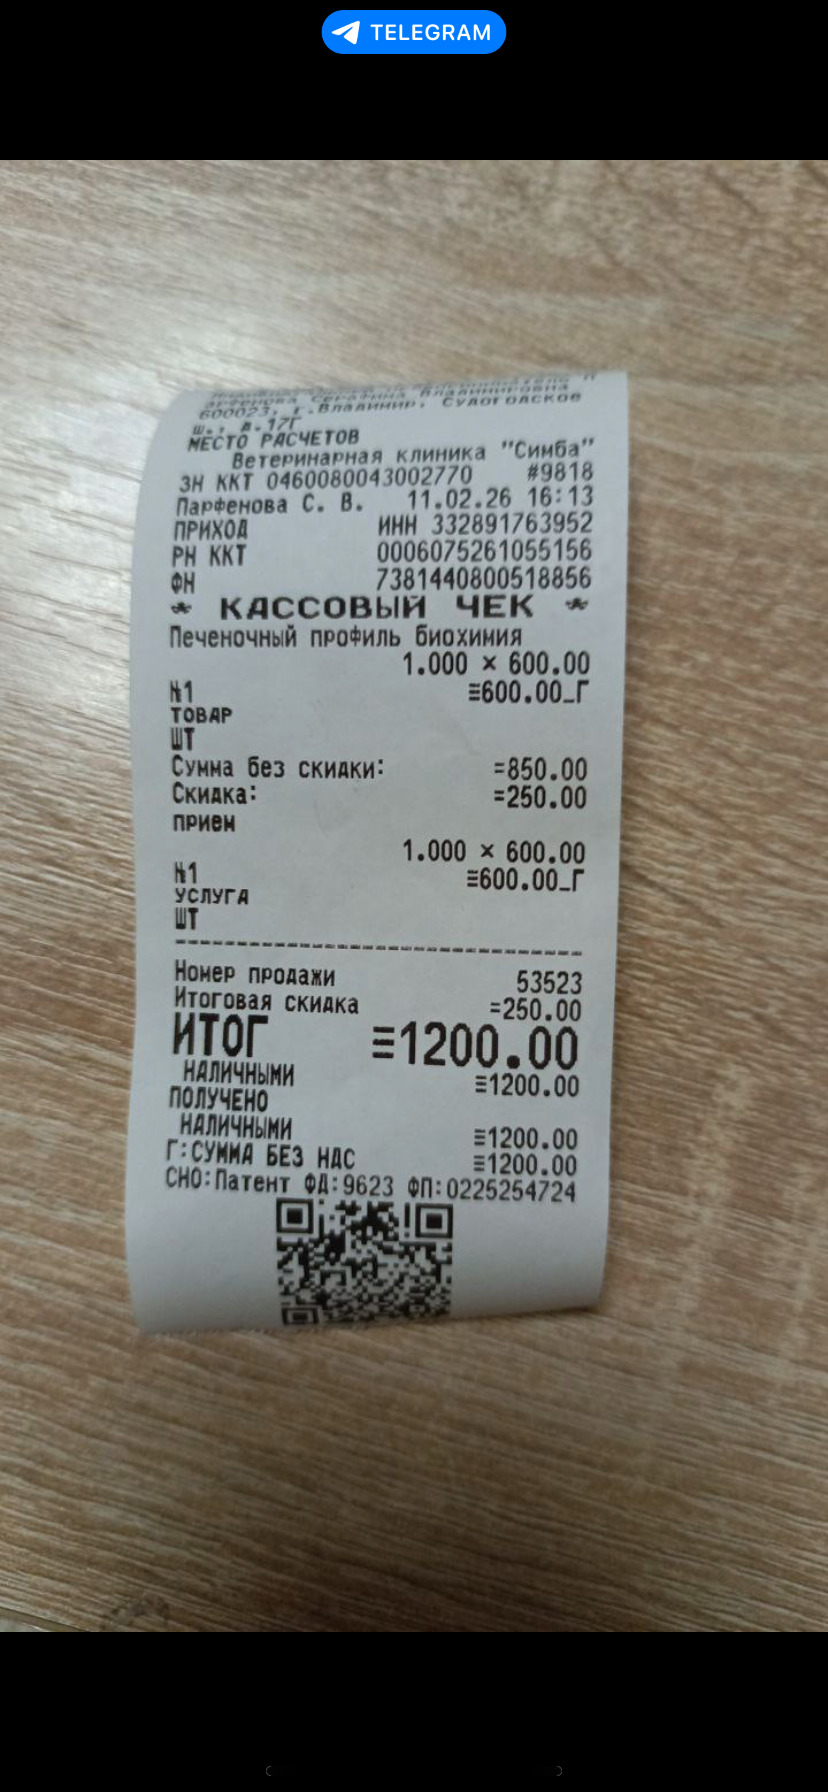 TELEGRAM
Парфенова Серафина Владимировна
600023, г.Владимир, Судогодское
ш., д.17Г
МЕСТО РАСЧЕТОВ
Ветеринарная клиника "Симба"
ЗН ККТ 0460080043002770 #9818
Парфенова С. В. 11.02.26 16:13
ПРИХОД ИНН 332891763952
РН ККТ 0006075261055156
ФН 7381440800518856
* КАССОВЫЙ ЧЕК *
Печеночный профиль биохимия
1.000 × 600.00
№1 ≡600.00_Г
ТОВАР
ШТ
Сумма без скидки: =850.00
Скидка: =250.00
прием
1.000 × 600.00
№1 ≡600.00_Г
УСЛУГА
ШТ
Номер продажи 53523
Итоговая скидка =250.00
ИТОГ ≡1200.00
НАЛИЧНЫМИ ≡1200.00
ПОЛУЧЕНО
НАЛИЧНЫМИ ≡1200.00
Г:СУММА БЕЗ НДС ≡1200.00
СНО:Патент ФД:9623 ФП:0225254724